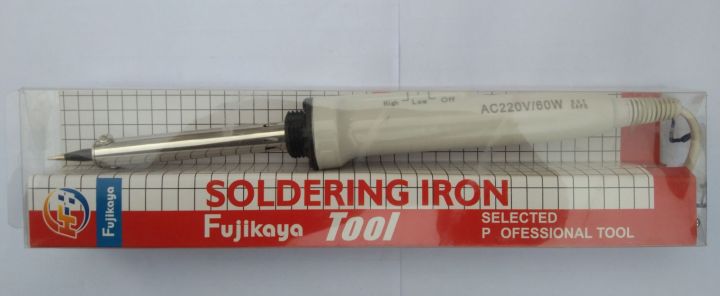 High Low Off
AC220V/60W
SOLDERING IRON
Fujikaya Tool
SELECTED
P OFESSIONAL TOOL
Fujikaya